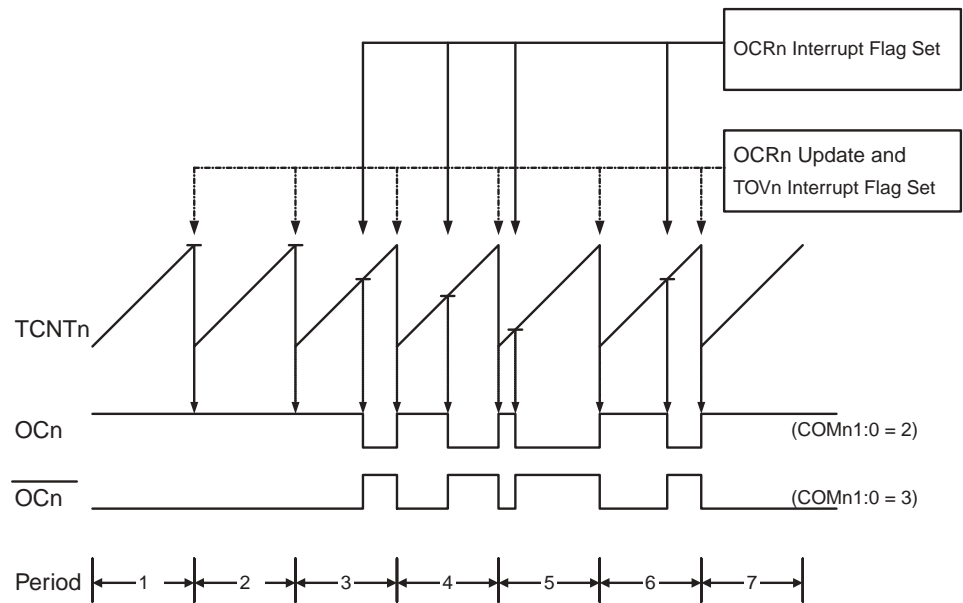 OCRn Interrupt Flag Set
OCRn Update and
TOVn Interrupt Flag Set
TCNTn
OCn
(COMn1:0 = 2)
OCn
(COMn1:0 = 3)
Period
1
2
3
4
5
6
7